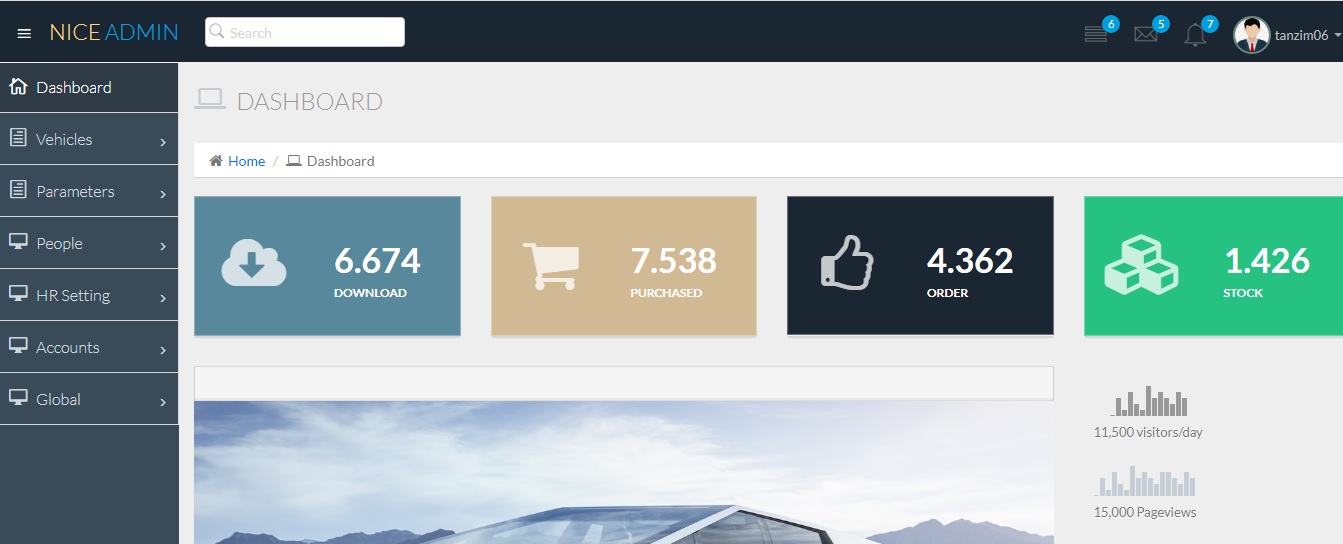 NICE ADMIN
Search
6
5
7
tanzim06
Dashboard
Vehicles
Parameters
People
HR Setting
Accounts
Global
DASHBOARD
Home / Dashboard
6.674
DOWNLOAD
7.538
PURCHASED
4.362
ORDER
1.426
STOCK
11,500 visitors/day
15,000 Pageviews